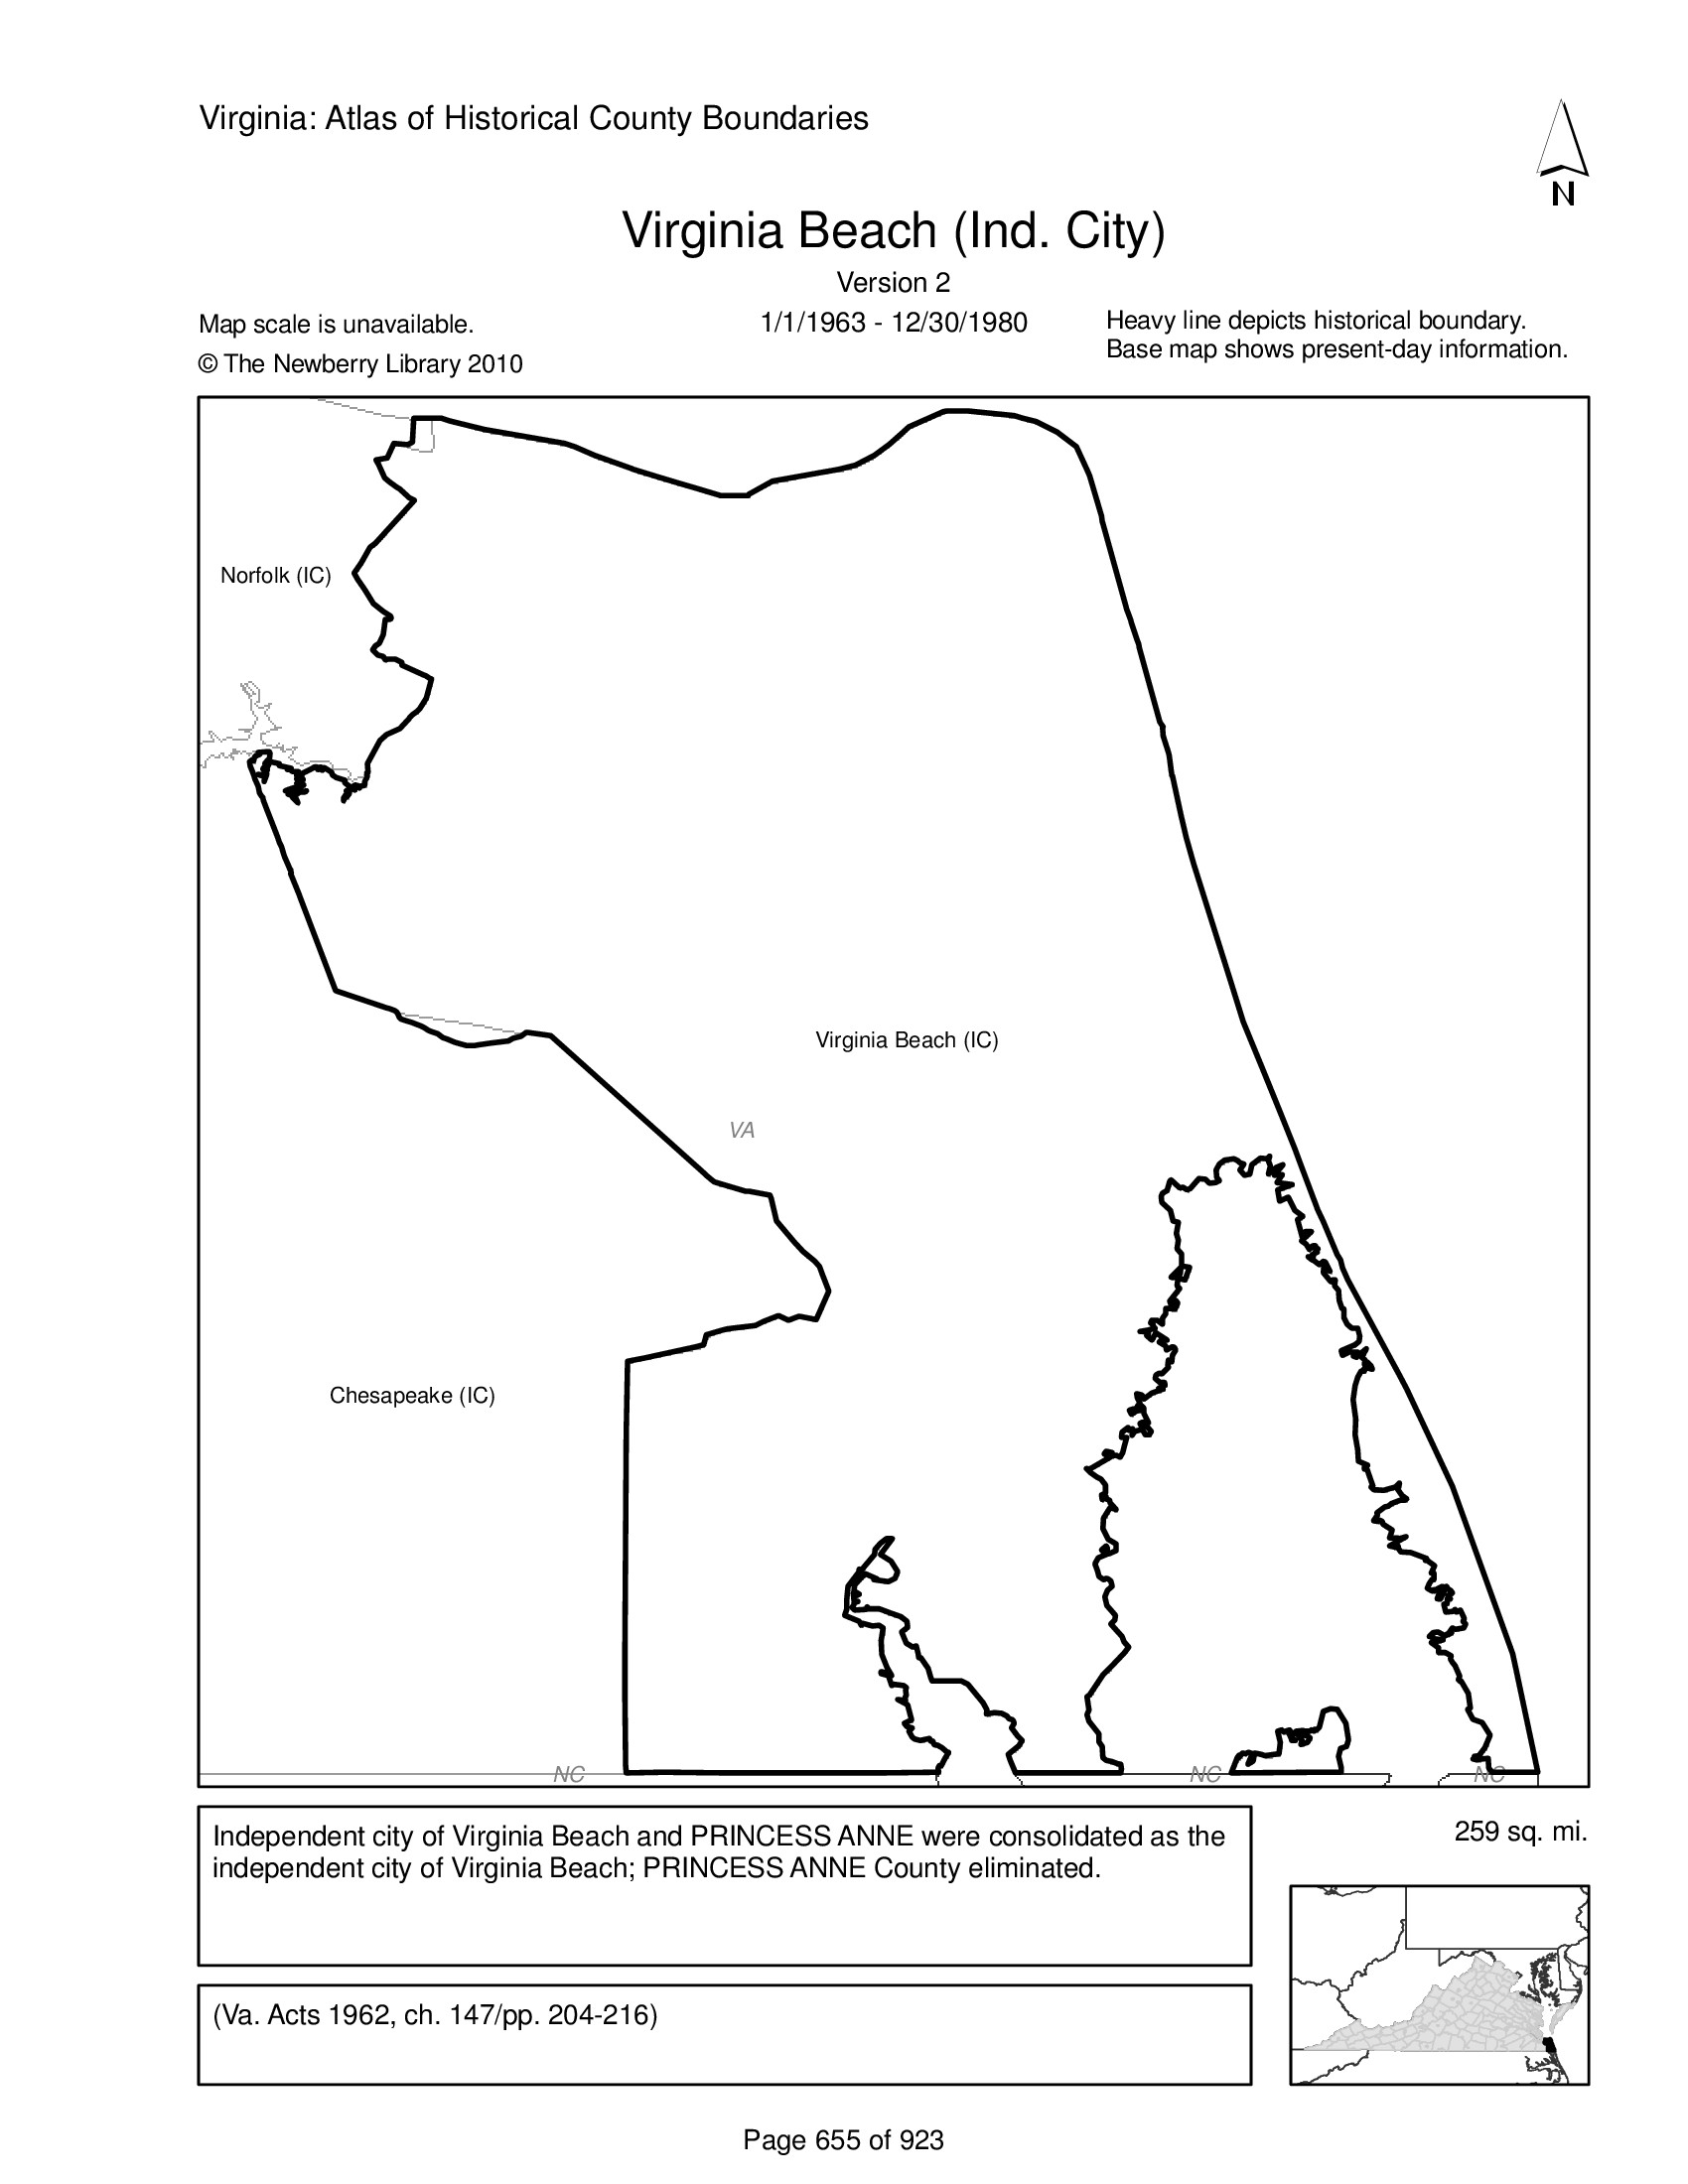 Virginia: Atlas of Historical County Boundaries
N
Virginia Beach (Ind. City)
Version 2
1/1/1963 - 12/30/1980
Map scale is unavailable.
© The Newberry Library 2010
Heavy line depicts historical boundary.
Base map shows present-day information.
Norfolk (IC)
Virginia Beach (IC)
VA
Chesapeake (IC)
NC
NC
NC
Independent city of Virginia Beach and PRINCESS ANNE were consolidated as the
independent city of Virginia Beach; PRINCESS ANNE County eliminated.
259 sq. mi.
(Va. Acts 1962, ch. 147/pp. 204-216)
Page 655 of 923